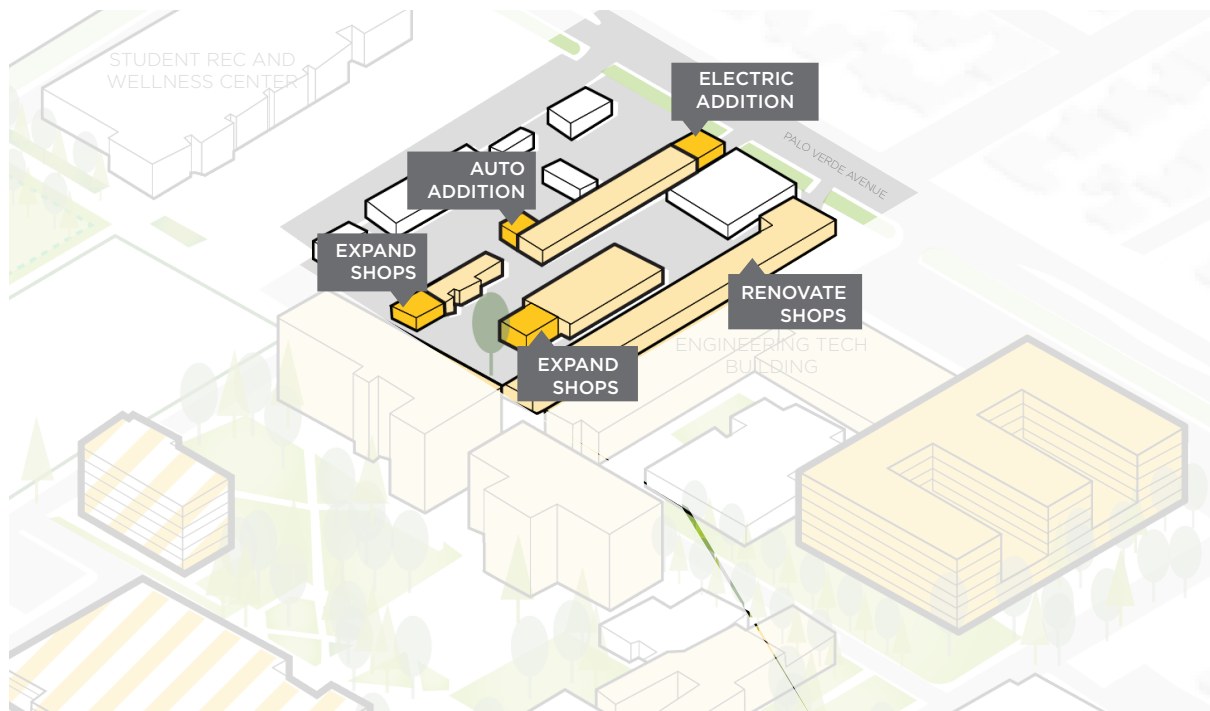 STUDENT REC AND
WELLNESS CENTER
ELECTRIC
ADDITION
PALO VERDE AVENUE
AUTO
ADDITION
EXPAND
SHOPS
RENOVATE
SHOPS
ENGINEERING TECH
BUILDING
EXPAND
SHOPS